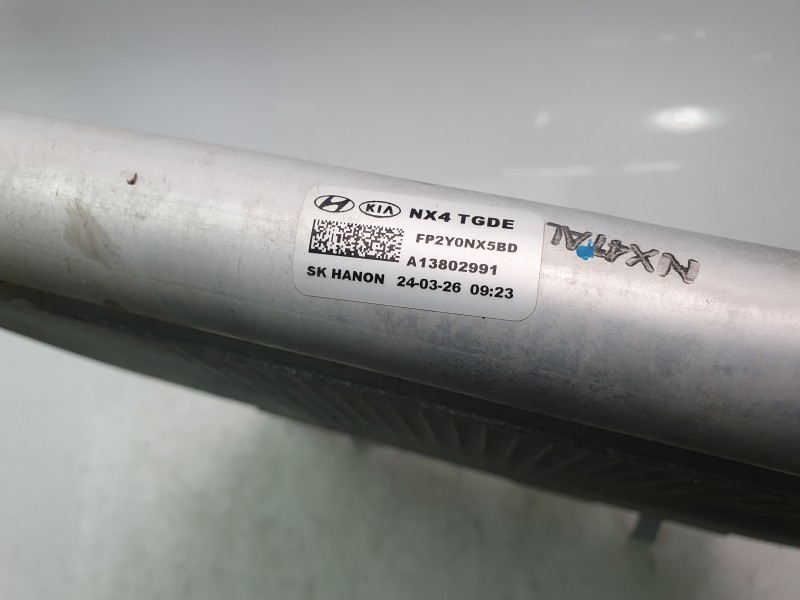 KIA NX4 TGDE
FP2Y0NX5BD
A13802991
SK HANON 24-03-26 09:23
NX4TAL